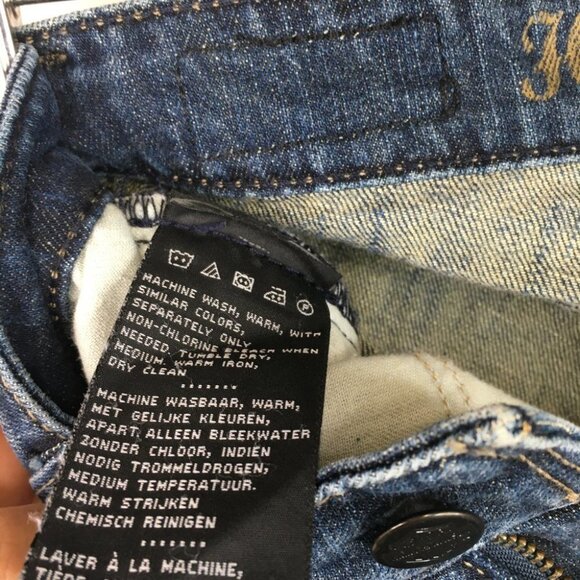 MACHINE WASH, WARM, WITH
SIMILAR COLORS,
SEPARATELY ONLY
NON-CHLORINE BLEACH WHEN
NEEDED, TUMBLE DRY,
MEDIUM, WARM IRON,
DRY CLEAN
MACHINE WASBAAR, WARM,
MET GELIJKE KLEUREN,
APART.ALLEEN BLEEKWATER
ZONDER CHLOOR, INDIEN
NODIG TROMMELDROGEN,
MEDIUM TEMPERATUUR.
WARM STRIJKEN
CHEMISCH REINIGEN
LAVER À LA MACHINE,